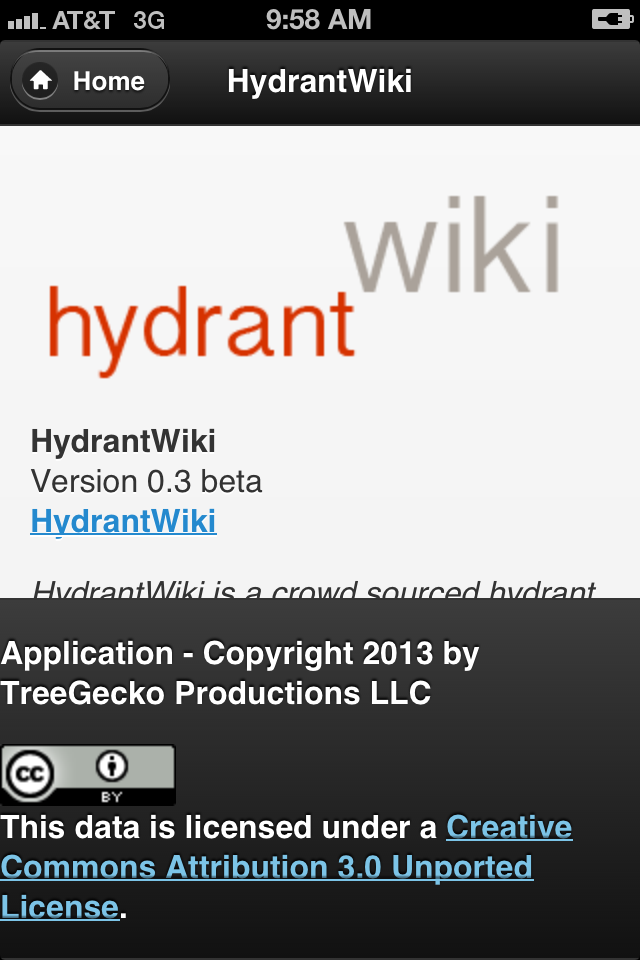 AT&T 3G 9:58 AM
Home HydrantWiki
wiki
hydrant
HydrantWiki
Version 0.3 beta
HydrantWiki
HydrantWiki is a crowd sourced hydrant
Application - Copyright 2013 by
TreeGecko Productions LLC
cc
BY
This data is licensed under a Creative
Commons Attribution 3.0 Unported
License.